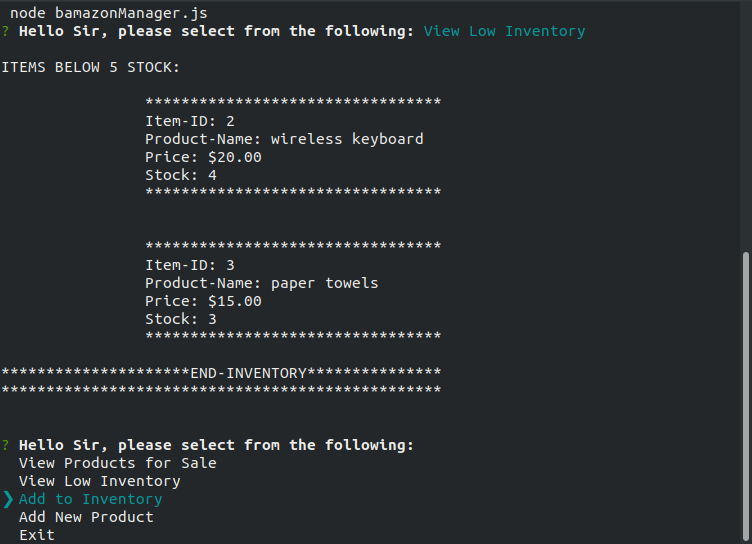 node bamazonManager.js
? Hello Sir, please select from the following: View Low Inventory
ITEMS BELOW 5 STOCK:
*********************************
Item-ID: 2
Product-Name: wireless keyboard
Price: $20.00
Stock: 4
*********************************
*********************************
Item-ID: 3
Product-Name: paper towels
Price: $15.00
Stock: 3
*********************************
*********************END-INVENTORY***************
*************************************************
? Hello Sir, please select from the following:
View Products for Sale
View Low Inventory
❯ Add to Inventory
Add New Product
Exit